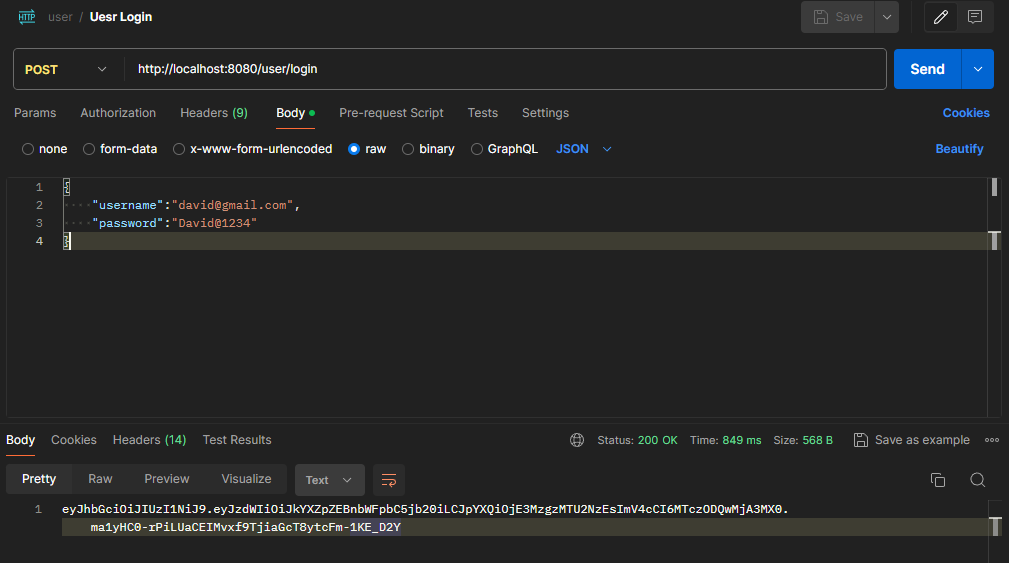 HTTP user / Uesr Login Save
POST http://localhost:8080/user/login Send
Params Authorization Headers (9) Body Pre-request Script Tests Settings Cookies
none form-data x-www-form-urlencoded raw binary GraphQL JSON Beautify
1 {
2 "username":"david@gmail.com",
3 "password":"David@1234"
4 }
Body Cookies Headers (14) Test Results Status: 200 OK Time: 849 ms Size: 568 B Save as example
Pretty Raw Preview Visualize Text
1 eyJhbGciOiJIUzI1NiJ9.eyJzdWIiOiJkYXZpZEBnbWFpbC5jb20iLCJpYXQiOjE3MzgzMTU2NzEsImV4cCI6MTczODQwMjA3MX0.
ma1yHC0-rPiLUaCEIMvxf9TjiaGcT8ytcFm-1KE_D2Y